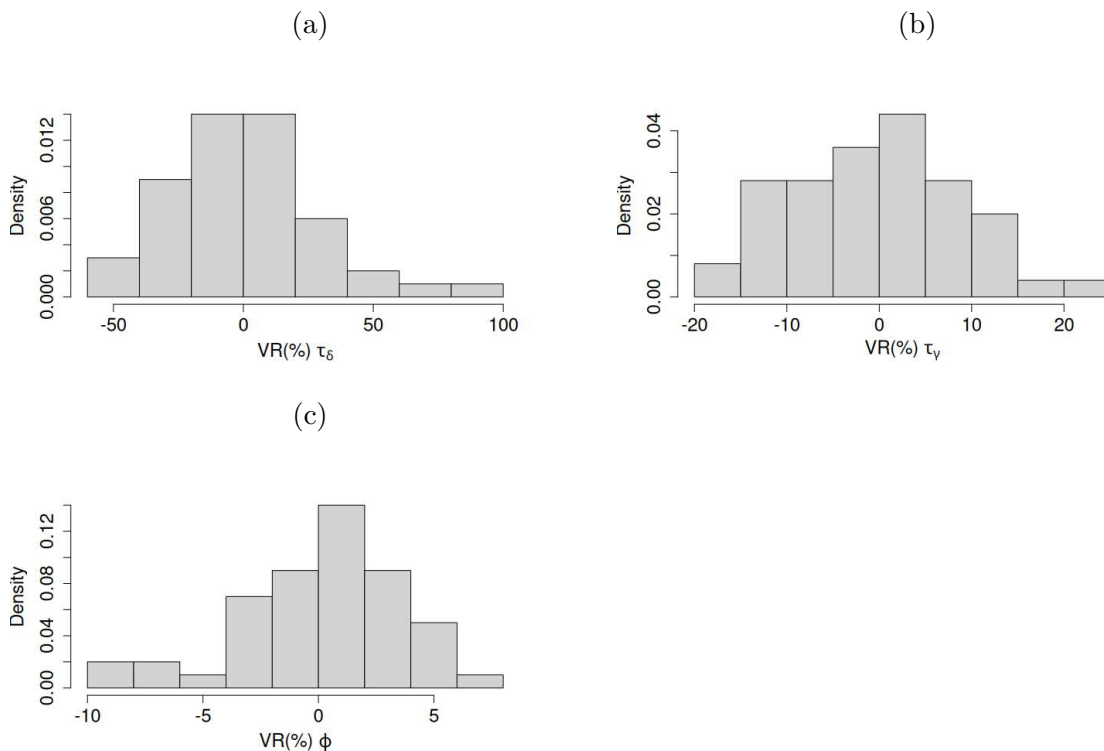 (a)
Density
0.000 0.006 0.012
-50 0 50 100
VR(%) τδ
(b)
Density
0.00 0.02 0.04
-20 -10 0 10 20
VR(%) τγ
(c)
Density
0.00 0.04 0.08 0.12
-10 -5 0 5
VR(%) ϕ